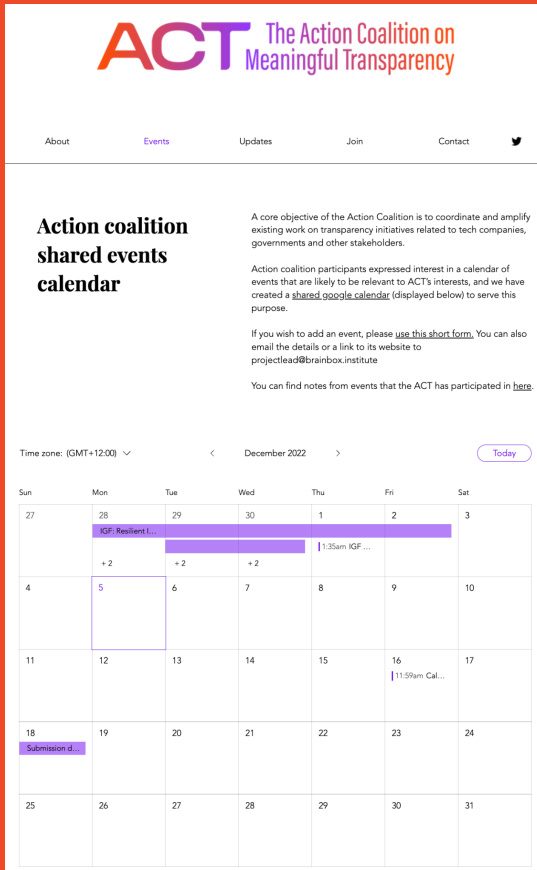 ACT The Action Coalition on
Meaningful Transparency
About Events Updates Join Contact
Action coalition
shared events
calendar
A core objective of the Action Coalition is to coordinate and amplify
existing work on transparency initiatives related to tech companies,
governments and other stakeholders.
Action coalition participants expressed interest in a calendar of
events that are likely to be relevant to ACT's interests, and we have
created a shared google calendar (displayed below) to serve this
purpose.
If you wish to add an event, please use this short form. You can also
email the details or a link to its website to
projectlead@brainbox.institute
You can find notes from events that the ACT has participated in here.
Time zone: (GMT+12:00) December 2022 Today
Sun Mon Tue Wed Thu Fri Sat
27 28 29 30 1 2 3
IGF: Resilient I...
1:35am IGF ...
+ 2 + 2 + 2
4 5 6 7 8 9 10
11 12 13 14 15 16 17
11:59am Cal...
18 19 20 21 22 23 24
Submission d...
25 26 27 28 29 30 31